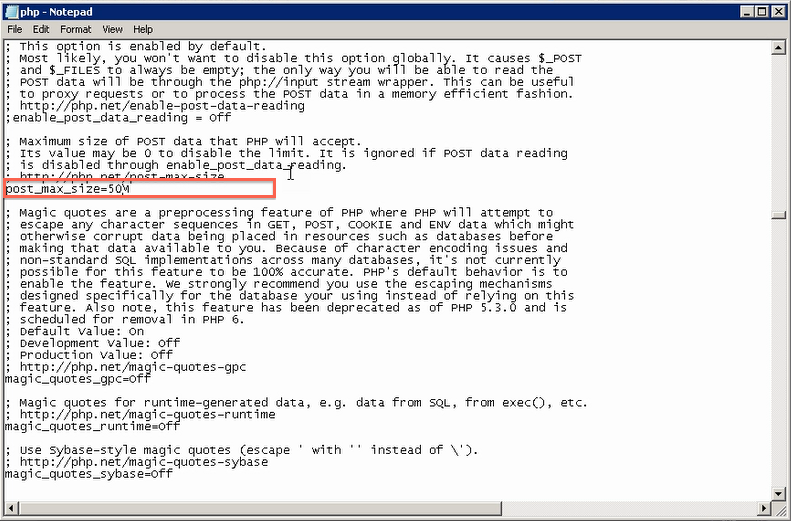 php - Notepad
File Edit Format View Help
; This option is enabled by default.
; Most likely, you won't want to disable this option globally. It causes $_POST
; and $_FILES to always be empty; the only way you will be able to read the
; POST data will be through the php://input stream wrapper. This can be useful
; to proxy requests or to process the POST data in a memory efficient fashion.
; http://php.net/enable-post-data-reading
;enable_post_data_reading = Off
; Maximum size of POST data that PHP will accept.
; Its value may be 0 to disable the limit. It is ignored if POST data reading
; is disabled through enable_post_data_reading.
; http://php.net/post-max-size
post_max_size=50M
; Magic quotes are a preprocessing feature of PHP where PHP will attempt to
; escape any character sequences in GET, POST, COOKIE and ENV data which might
; otherwise corrupt data being placed in resources such as databases before
; making that data available to you. Because of character encoding issues and
; non-standard SQL implementations across many databases, it's not currently
; possible for this feature to be 100% accurate. PHP's default behavior is to
; enable the feature. We strongly recommend you use the escaping mechanisms
; designed specifically for the database your using instead of relying on this
; feature. Also note, this feature has been deprecated as of PHP 5.3.0 and is
; scheduled for removal in PHP 6.
; Default Value: On
; Development Value: Off
; Production Value: Off
; http://php.net/magic-quotes-gpc
magic_quotes_gpc=Off
; Magic quotes for runtime-generated data, e.g. data from SQL, from exec(), etc.
; http://php.net/magic-quotes-runtime
magic_quotes_runtime=Off
; Use Sybase-style magic quotes (escape ' with '' instead of \').
; http://php.net/magic-quotes-sybase
magic_quotes_sybase=Off